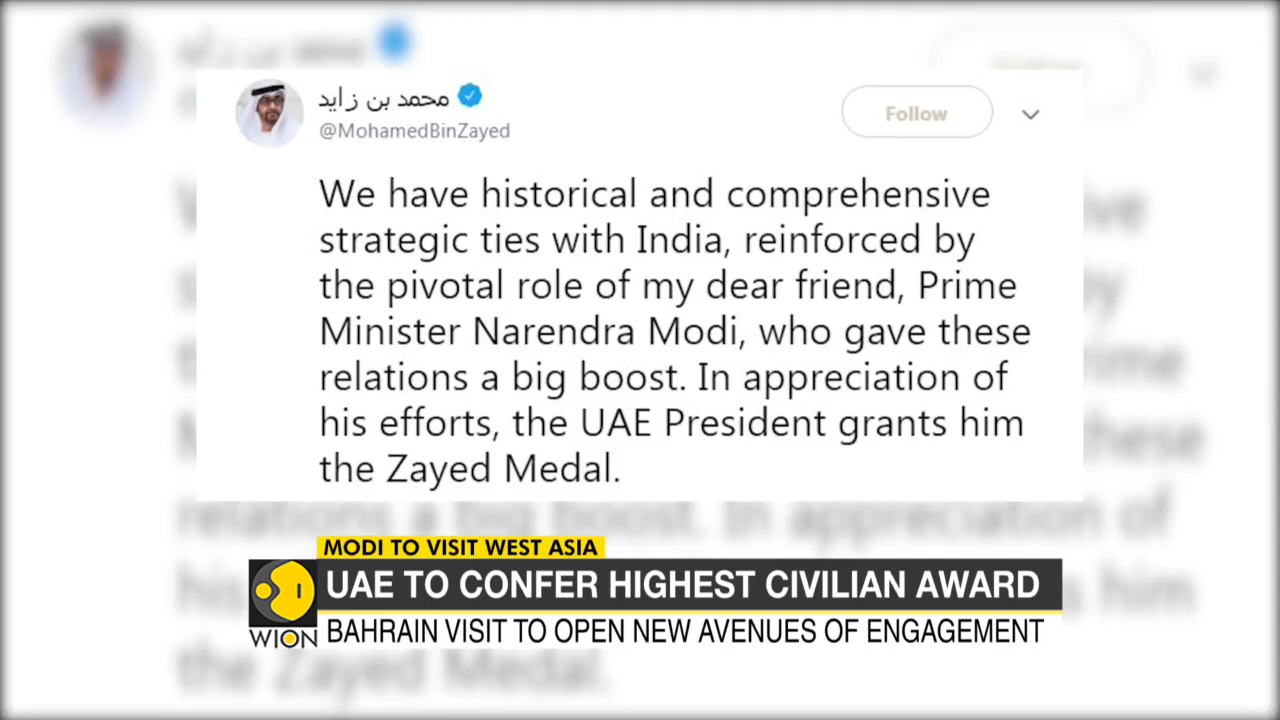 محمد بن زايد
@MohamedBinZayed
Follow
We have historical and comprehensive
strategic ties with India, reinforced by
the pivotal role of my dear friend, Prime
Minister Narendra Modi, who gave these
relations a big boost. In appreciation of
his efforts, the UAE President grants him
the Zayed Medal.
MODI TO VISIT WEST ASIA
UAE TO CONFER HIGHEST CIVILIAN AWARD
WION
BAHRAIN VISIT TO OPEN NEW AVENUES OF ENGAGEMENT